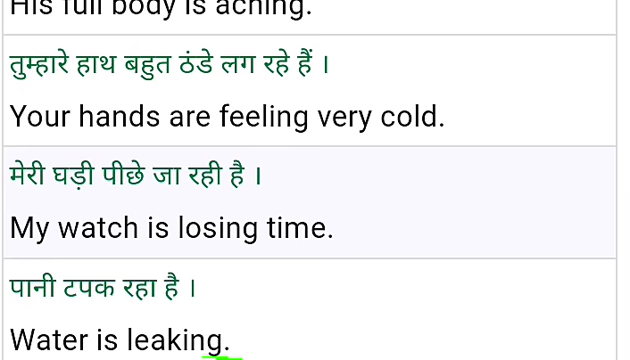 His full body is aching.
तुम्हारे हाथ बहुत ठंडे लग रहे हैं ।
Your hands are feeling very cold.
मेरी घड़ी पीछे जा रही है ।
My watch is losing time.
पानी टपक रहा है ।
Water is leaking.